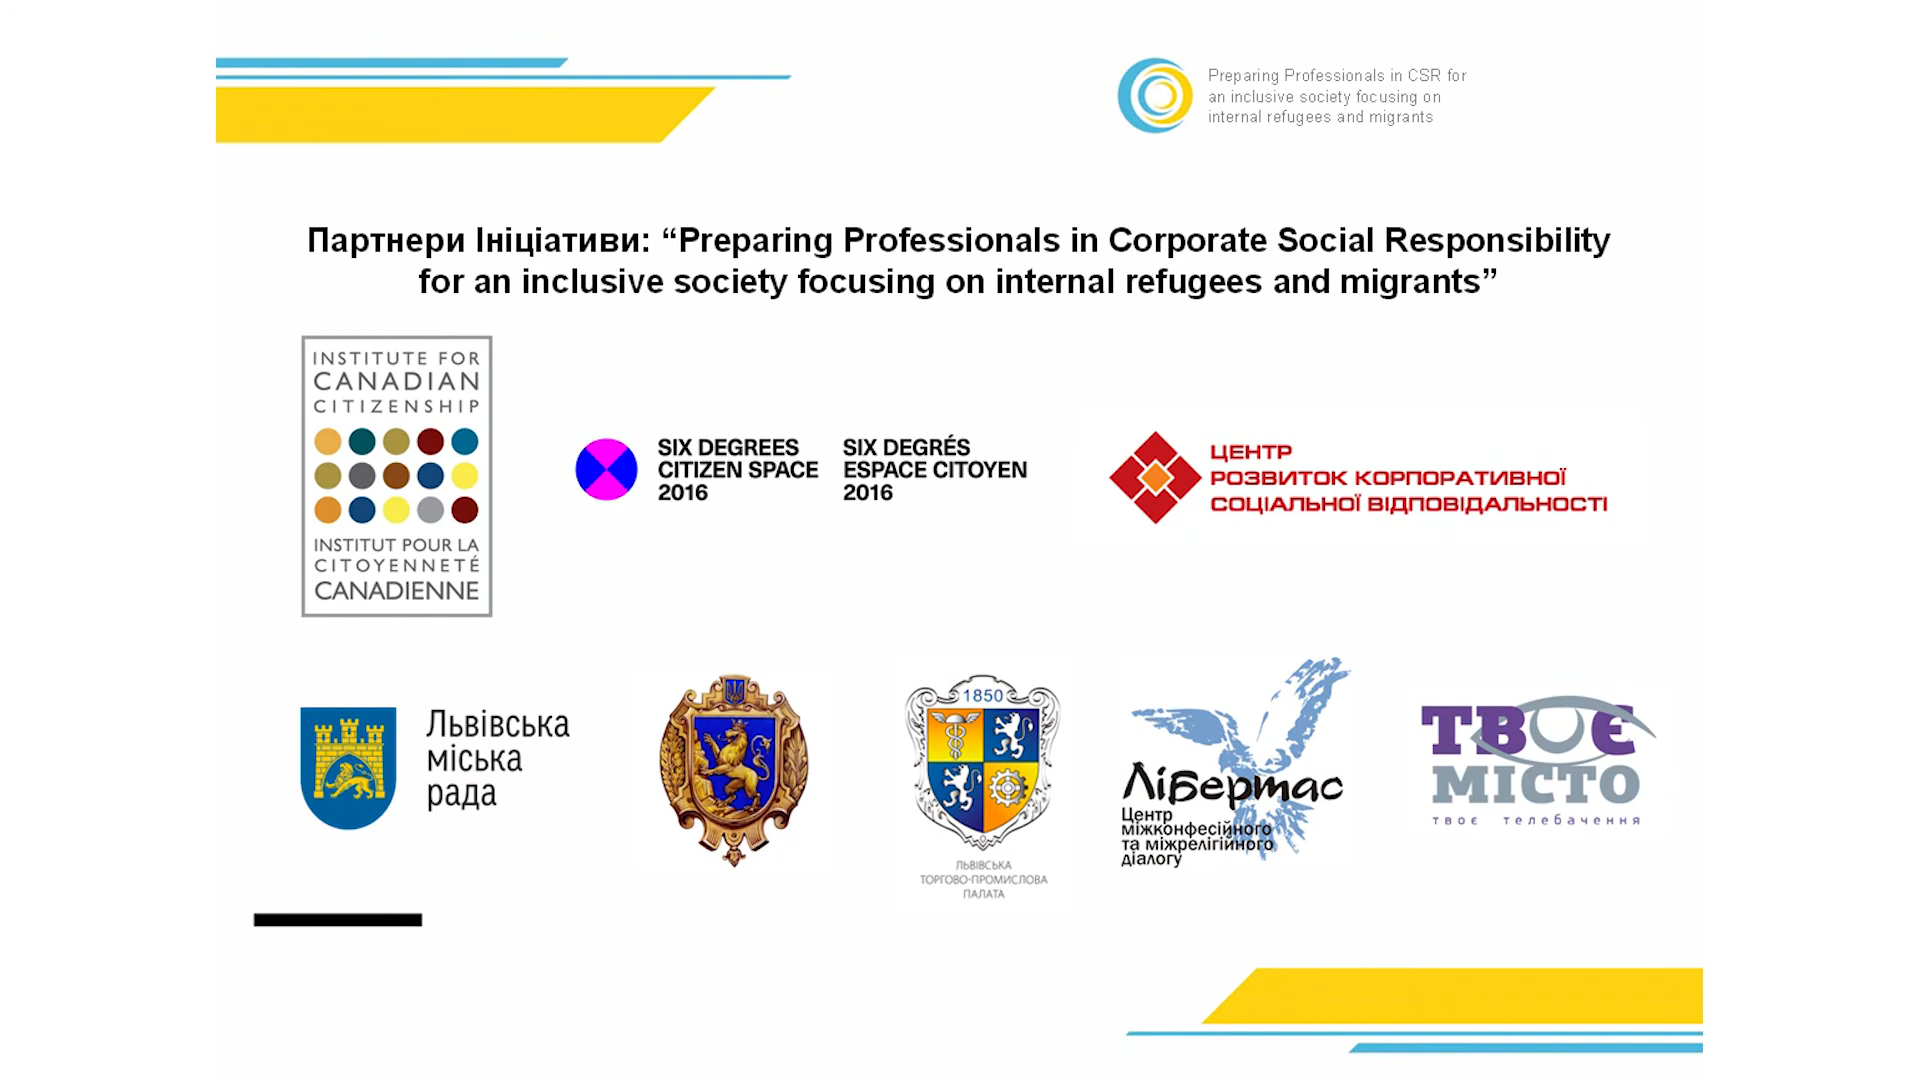 Preparing Professionals in CSR for
an inclusive society focusing on
internal refugees and migrants
Партнери Ініціативи: “Preparing Professionals in Corporate Social Responsibility
for an inclusive society focusing on internal refugees and migrants”
INSTITUTE FOR
CANADIAN
CITIZENSHIP
INSTITUT POUR LA
CITOYENNETÉ
CANADIENNE
SIX DEGREES
CITIZEN SPACE
2016
SIX DEGRÉS
ESPACE CITOYEN
2016
ЦЕНТР
РОЗВИТОК КОРПОРАТИВНОЇ
СОЦІАЛЬНОЇ ВІДПОВІДАЛЬНОСТІ
Львівська
міська
рада
1850
ЛЬВІВСЬКА
ТОРГОВО-ПРОМИСЛОВА
ПАЛАТА
Лібертас
Центр
міжконфесійного
та міжрелігійного
діалогу
ТВОЄ
МІСТО
твоє телебачення